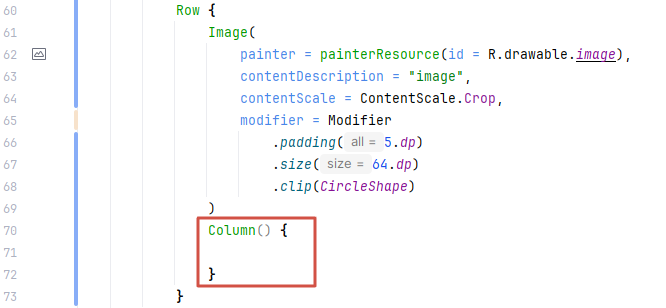 60 Row {
61 Image(
62 painter = painterResource(id = R.drawable.image),
63 contentDescription = "image",
64 contentScale = ContentScale.Crop,
65 modifier = Modifier
66 .padding( all = 5.dp)
67 .size( size = 64.dp)
68 .clip(CircleShape)
69 )
70 Column() {
71
72 }
73 }